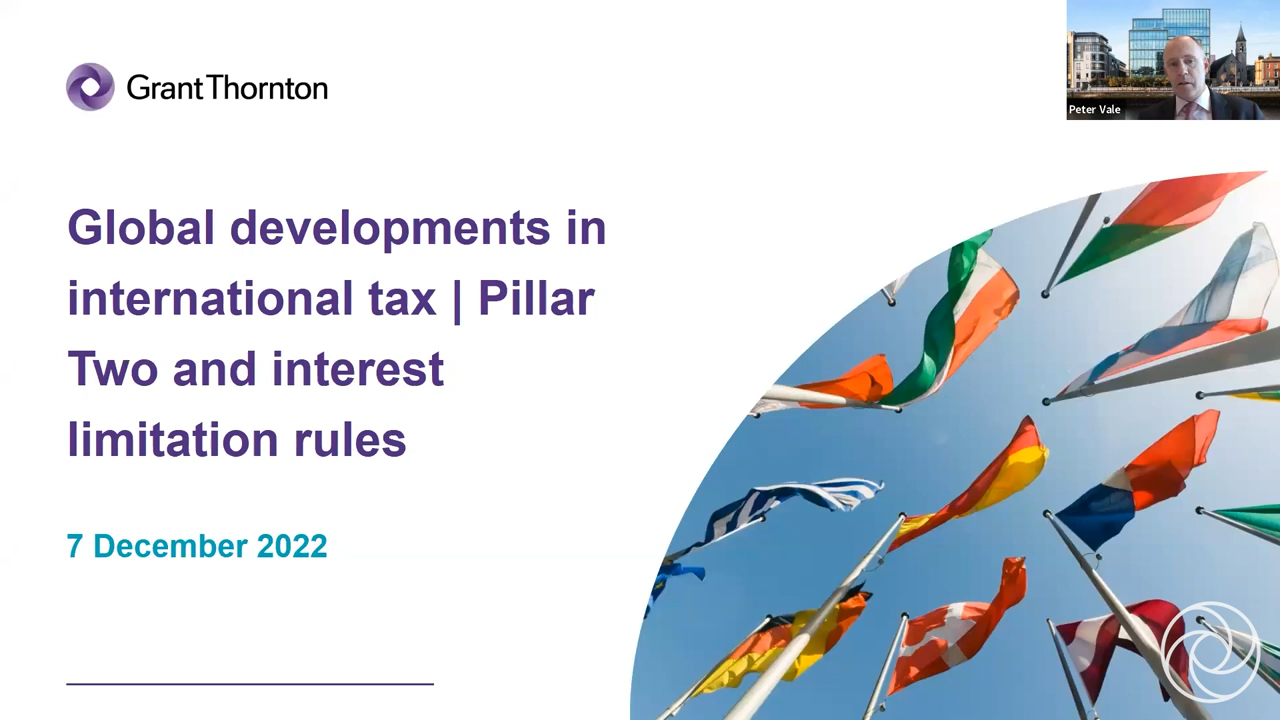 Grant Thornton
Peter Vale
Global developments in
international tax | Pillar
Two and interest
limitation rules
7 December 2022